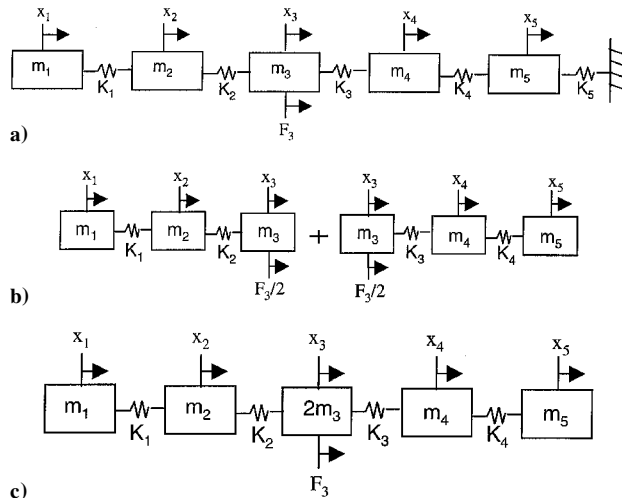 x₁ x₂ x₃ x₄ x₅
m₁ m₂ m₃ m₄ m₅
K₁ K₂ K₃ K₄ K₅
F₃
a)
x₁ x₂ x₃ x₃ x₄ x₅
m₁ m₂ m₃ + m₃ m₄ m₅
K₁ K₂ K₃ K₄
F₃/2 F₃/2
b)
x₁ x₂ x₃ x₄ x₅
m₁ m₂ 2m₃ m₄ m₅
K₁ K₂ K₃ K₄
F₃
c)